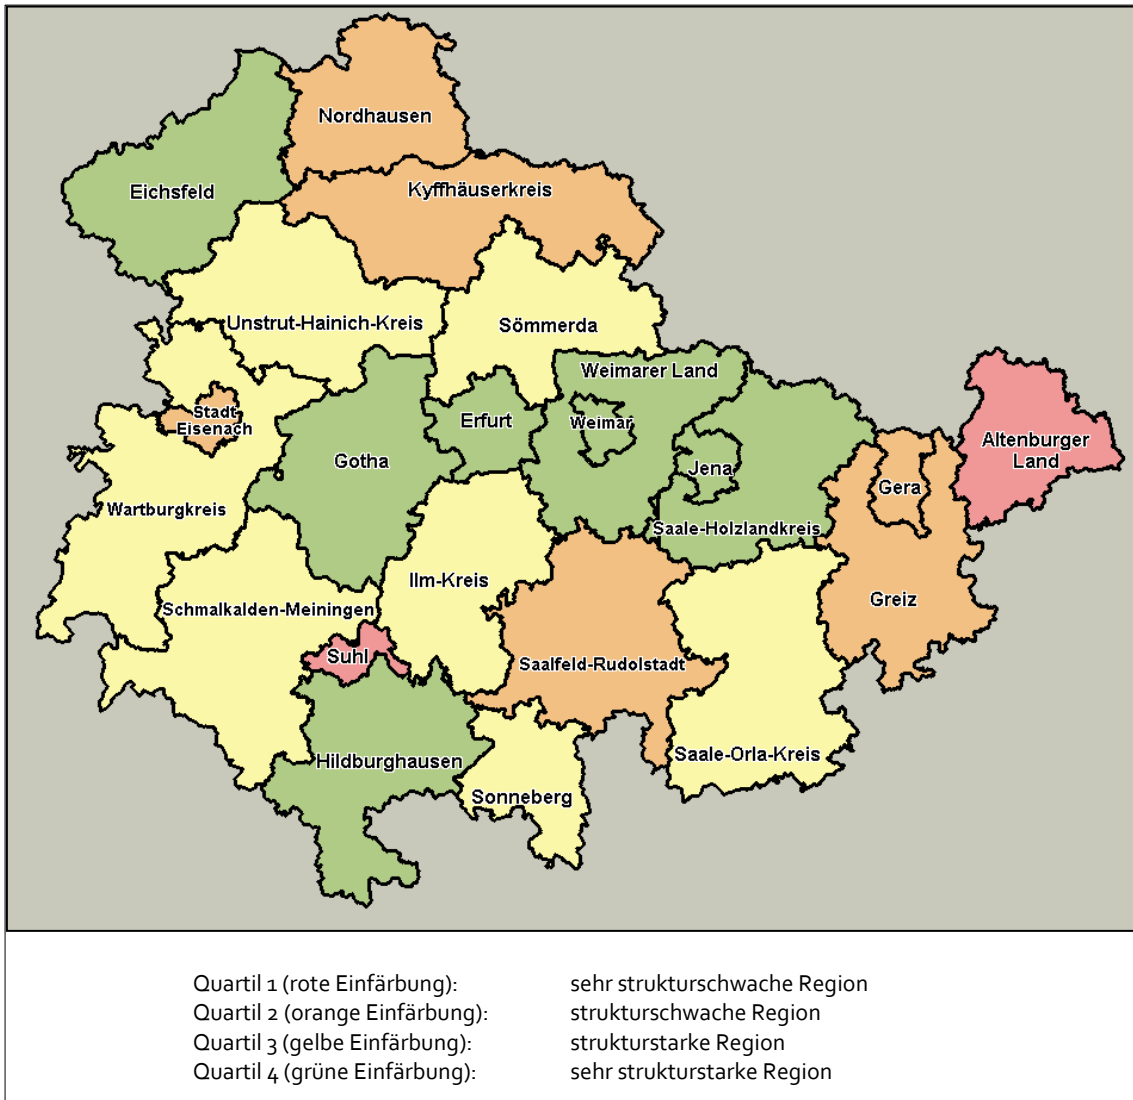 Nordhausen
Eichsfeld
Kyffhäuserkreis
Unstrut-Hainich-Kreis
Sömmerda
Weimarer Land
Stadt
Eisenach
Erfurt
Weimar
Gotha
Jena
Altenburger
Land
Gera
Wartburgkreis
Saale-Holzlandkreis
Ilm-Kreis
Greiz
Schmalkalden-Meiningen
Suhl
Saalfeld-Rudolstadt
Hildburghausen
Saale-Orla-Kreis
Sonneberg
Quartil 1 (rote Einfärbung): sehr strukturschwache Region
Quartil 2 (orange Einfärbung): strukturschwache Region
Quartil 3 (gelbe Einfärbung): strukturstarke Region
Quartil 4 (grüne Einfärbung): sehr strukturstarke Region